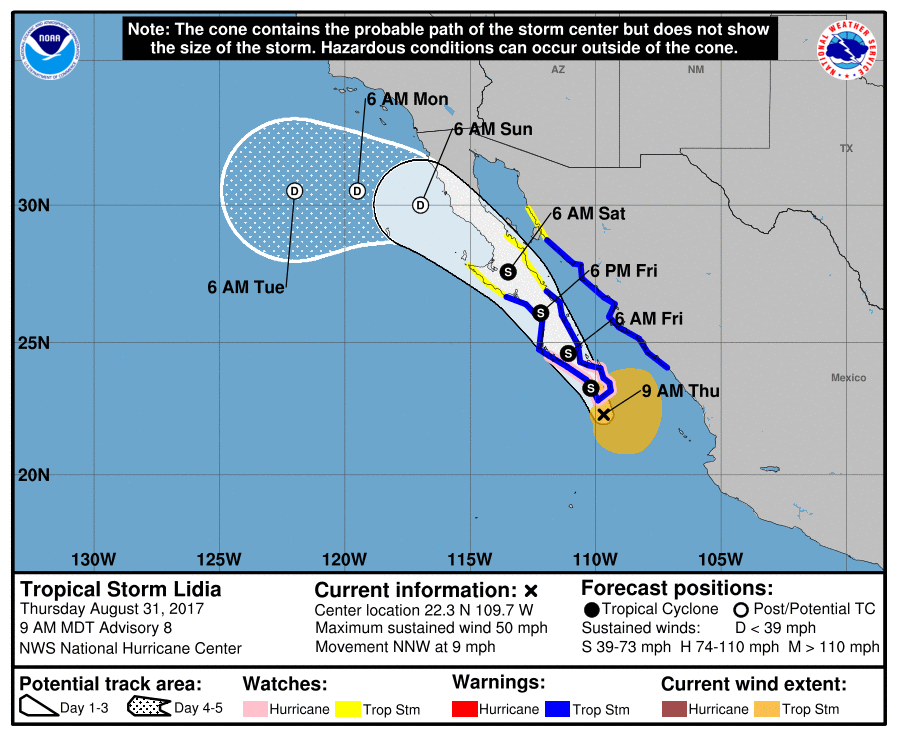 Note: The cone contains the probable path of the storm center but does not show
the size of the storm. Hazardous conditions can occur outside of the cone.
NOAA
NATIONAL WEATHER SERVICE
AZ
NM
TX
6 AM Mon
6 AM Sun
30N
6 AM Sat
6 AM Tue
6 PM Fri
6 AM Fri
25N
Mexico
9 AM Thu
20N
D
D
D
S
S
S
S
130W
125W
120W
115W
110W
105W
Tropical Storm Lidia
Thursday August 31, 2017
9 AM MDT Advisory 8
NWS National Hurricane Center
Current information: ×
Center location 22.3 N 109.7 W
Maximum sustained wind 50 mph
Movement NNW at 9 mph
Forecast positions:
Tropical Cyclone Post/Potential TC
Sustained winds: D < 39 mph
S 39-73 mph H 74-110 mph M > 110 mph
Potential track area:
Day 1-3 Day 4-5
Watches:
Hurricane Trop Stm
Warnings:
Hurricane Trop Stm
Current wind extent:
Hurricane Trop Stm